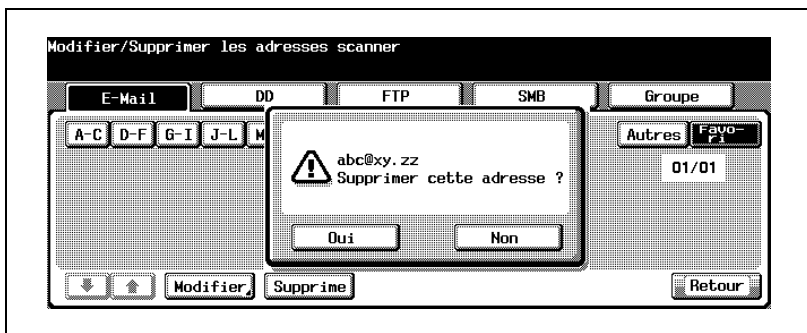 Modifier/Supprimer les adresses scanner
E-Mail DD FTP SMB Groupe
A-C D-F G-I J-L M Autres Favo-
ri
01/01
abc@xy.zz
Supprimer cette adresse ?
Oui Non
Modifier Supprime Retour